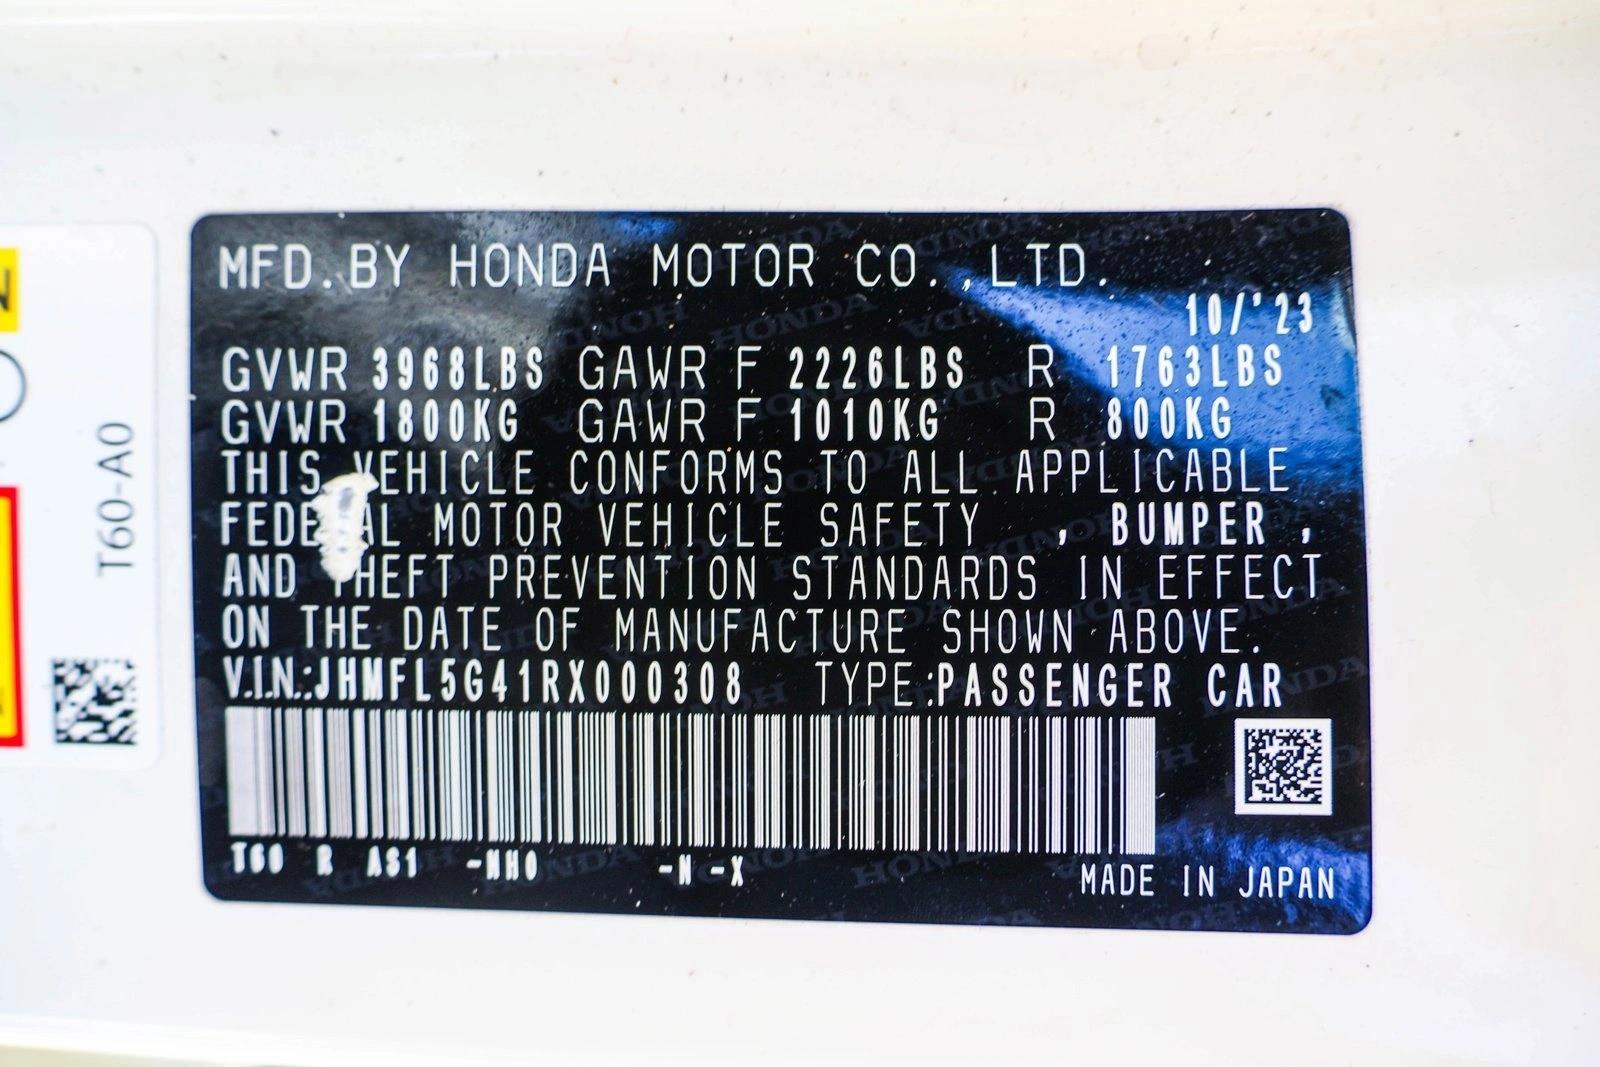 MFD.BY HONDA MOTOR CO.,LTD.
10/'23
GVWR 3968LBS GAWR F 2226LBS R 1763LBS
GVWR 1800KG GAWR F 1010KG R 800KG
THIS VEHICLE CONFORMS TO ALL APPLICABLE
FEDERAL MOTOR VEHICLE SAFETY , BUMPER ,
AND THEFT PREVENTION STANDARDS IN EFFECT
ON THE DATE OF MANUFACTURE SHOWN ABOVE.
V.I.N.:JHMFL5G41RX000308 TYPE:PASSENGER CAR
T60 R AS1 -NH0 -N -X
MADE IN JAPAN
T60-A0